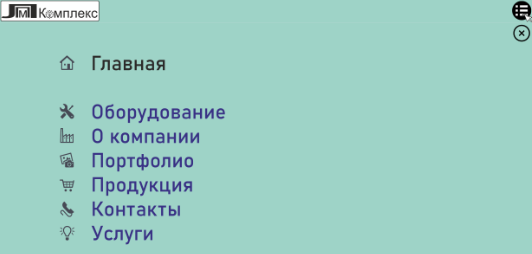 Комплекс
Главная
Оборудование
О компании
Портфолио
Продукция
Контакты
Услуги